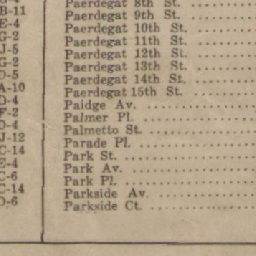 B-11 Paerdegat 8th St.
E-4 Paerdegat 9th St.
G-2 Paerdegat 10th St.
J-5 Paerdegat 11th St.
G-2 Paerdegat 12th St.
D-5 Paerdegat 13th St.
A-10 Paerdegat 14th St.
D-4 Paerdegat 15th St.
F-2 Paidge Av.
D-4 Palmer Pl.
J-12 Palmetto St.
C-14 Parade Pl.
E-4 Park St.
C-6 Park Av.
C-14 Park Pl.
D-6 Parkside Av.
Parkside Ct.